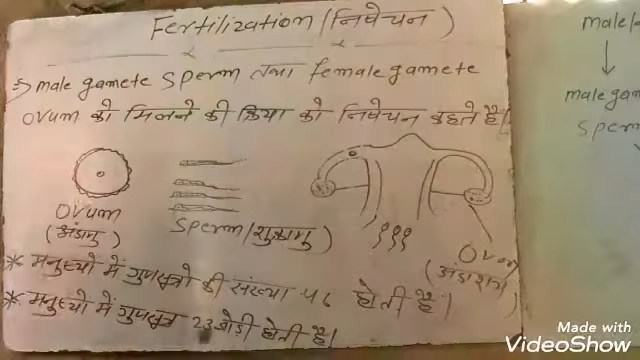 Fertilization/(निषेचन)
⇒ male gamete sperm तथा female gamete
ovum को मिलने की क्रिया को निषेचन कहते है।
ovum
(अंडाणु)
sperm/शुक्राणु)
Ovary
(अंडाशय)
* मनुष्यो में गुणसूत्रो की संख्या 46 होती है।
* मनुष्यो में गुणसूत्र 23 जोड़ी होती है।
male/
↓
male gam
sperm
Made with
VideoShow